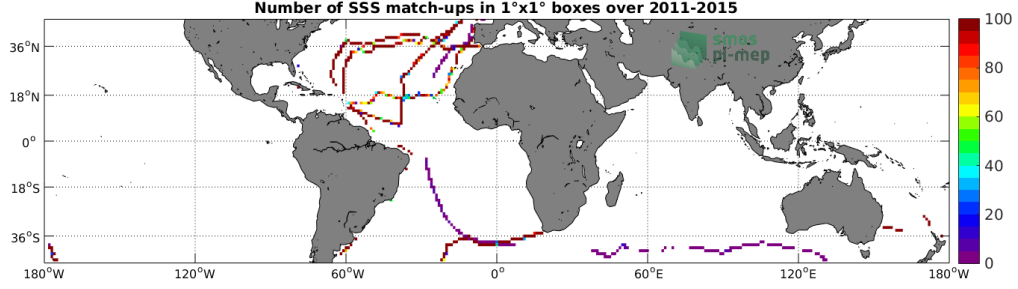 Number of SSS match-ups in 1°x1° boxes over 2011-2015
smos
pi-mep
36°N
18°N
0°
18°S
36°S
180°W 120°W 60°W 0° 60°E 120°E 180°W
100
80
60
40
20
0